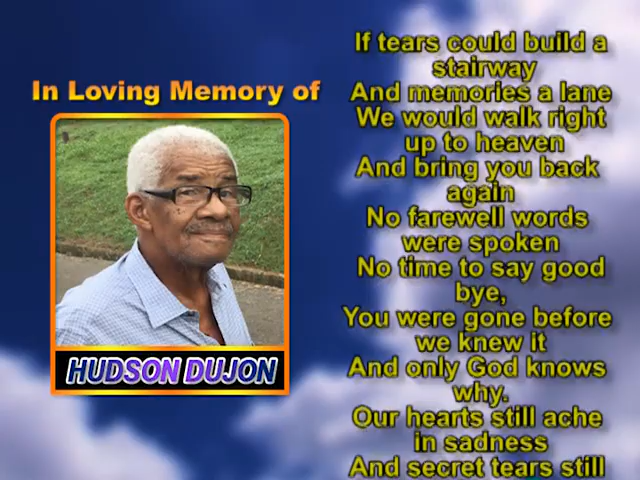 In Loving Memory of
HUDSON DUJON
If tears could build a
stairway
And memories a lane
We would walk right
up to heaven
And bring you back
again
No farewell words
were spoken
No time to say good
bye,
You were gone before
we knew it
And only God knows
why.
Our hearts still ache
in sadness
And secret tears still